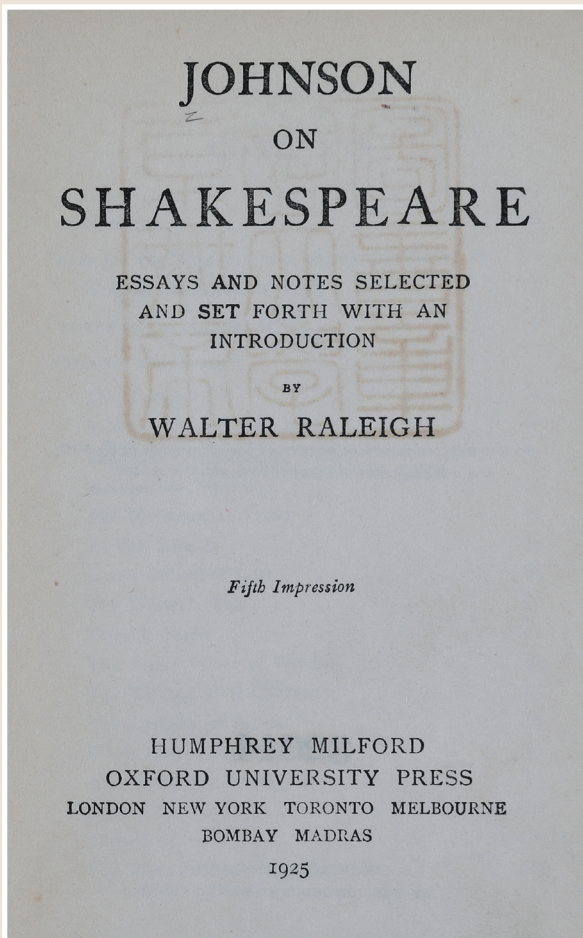 JOHNSON
ON
SHAKESPEARE
ESSAYS AND NOTES SELECTED
AND SET FORTH WITH AN
INTRODUCTION
BY
WALTER RALEIGH
Fifth Impression
HUMPHREY MILFORD
OXFORD UNIVERSITY PRESS
LONDON NEW YORK TORONTO MELBOURNE
BOMBAY MADRAS
1925